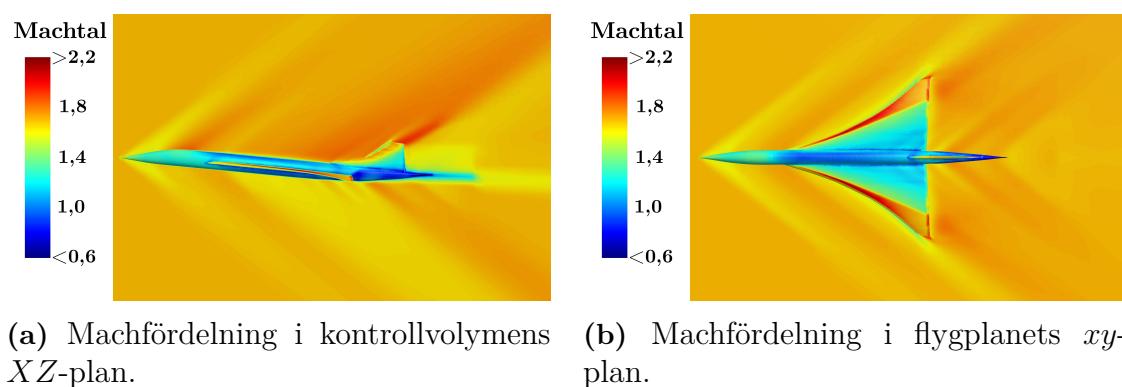 Machtal
>2,2
1,8
1,4
1,0
<0,6
Machtal
>2,2
1,8
1,4
1,0
<0,6
(a) Machfördelning i kontrollvolymens
XZ-plan.
(b) Machfördelning i flygplanets xy-
plan.